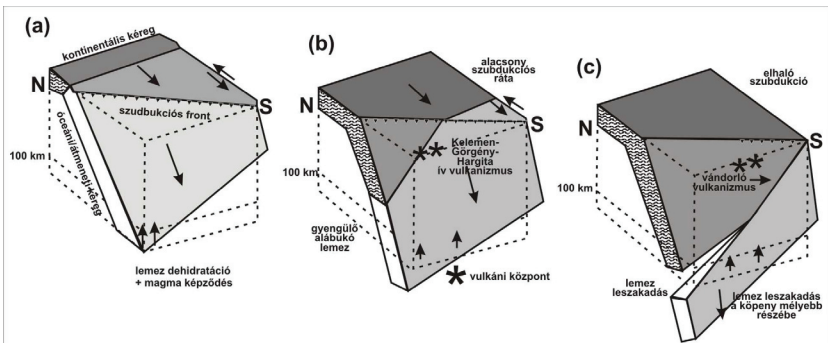 (a)
kontinentális kéreg
N
S
szudbukciós front
óceáni/átmeneti kéreg
100 km
lemez dehidratáció
+ magma képződés
(b)
alacsony
szubdukciós
ráta
N
S
Kelemen-
Görgény-
Hargita
ív vulkanizmus
100 km
gyengülő
alábukó
lemez
vulkáni központ
(c)
elhaló
szubdukció
N
S
vándorló
vulkanizmus
100 km
lemez
leszakadás
lemez leszakadás
a köpeny mélyebb
részébe